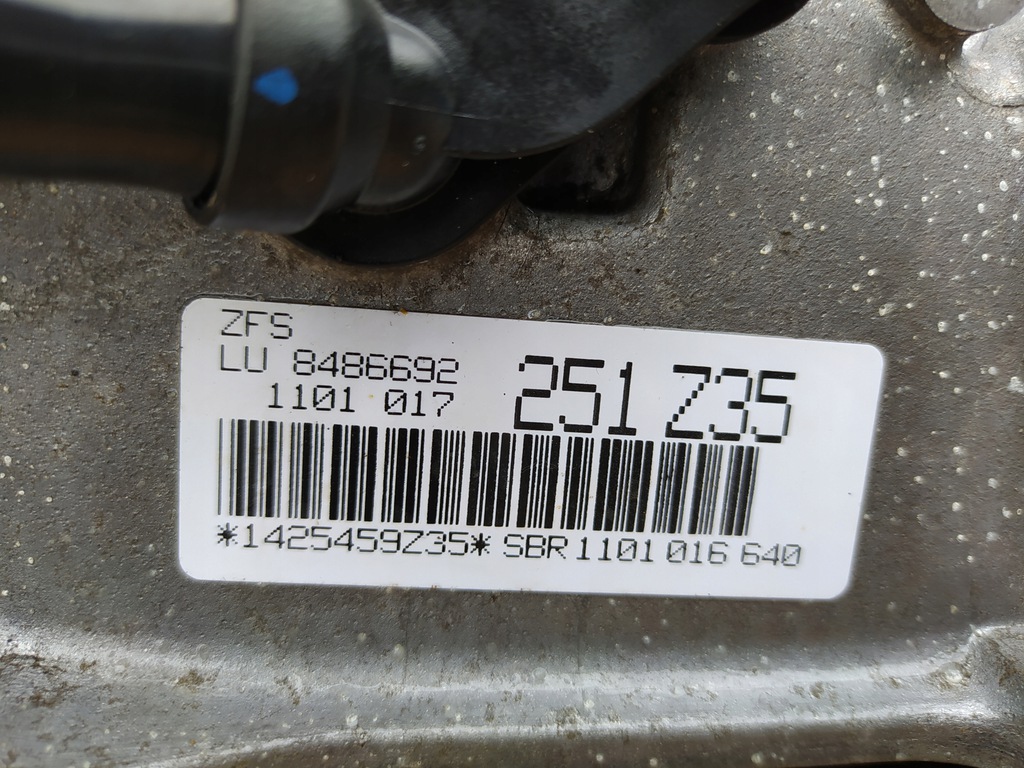 ZFS
LU 8486692
1101 017
251 Z35
*1425459Z35* SBR 1101 016 640